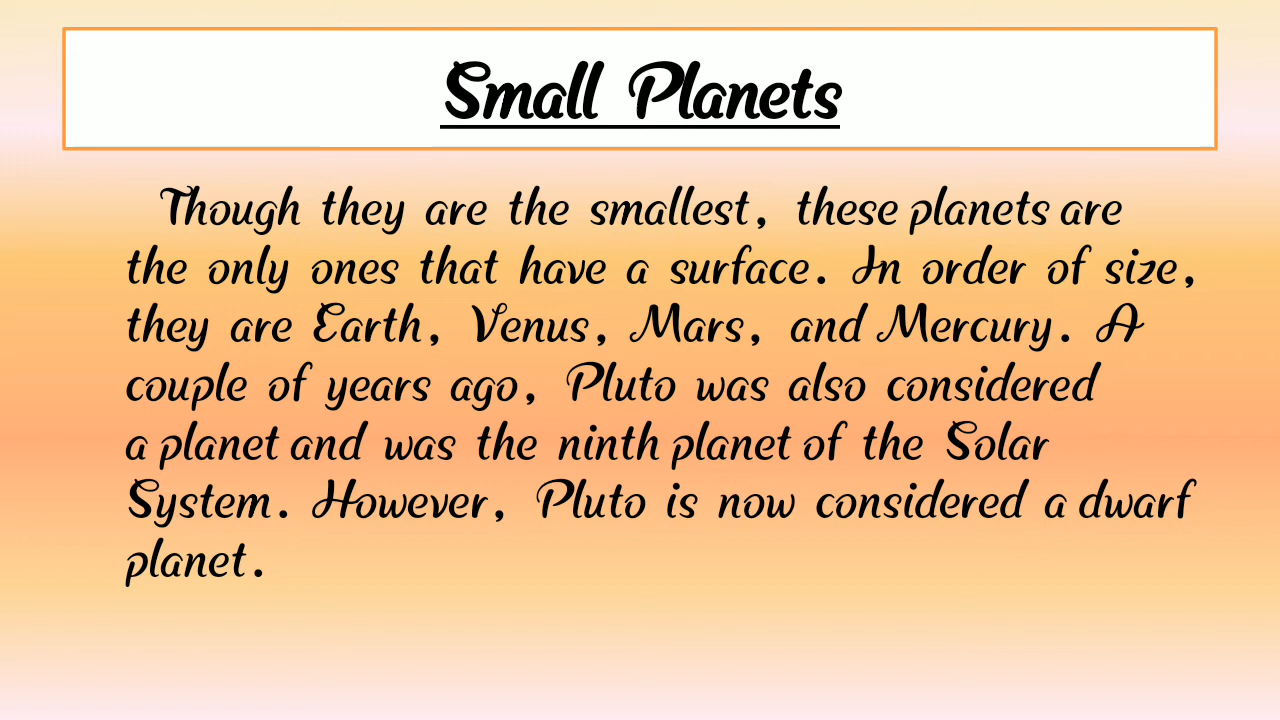 Small Planets
Though they are the smallest, these planets are
the only ones that have a surface. In order of size,
they are Earth, Venus, Mars, and Mercury. A
couple of years ago, Pluto was also considered
a planet and was the ninth planet of the Solar
System. However, Pluto is now considered a dwarf
planet.